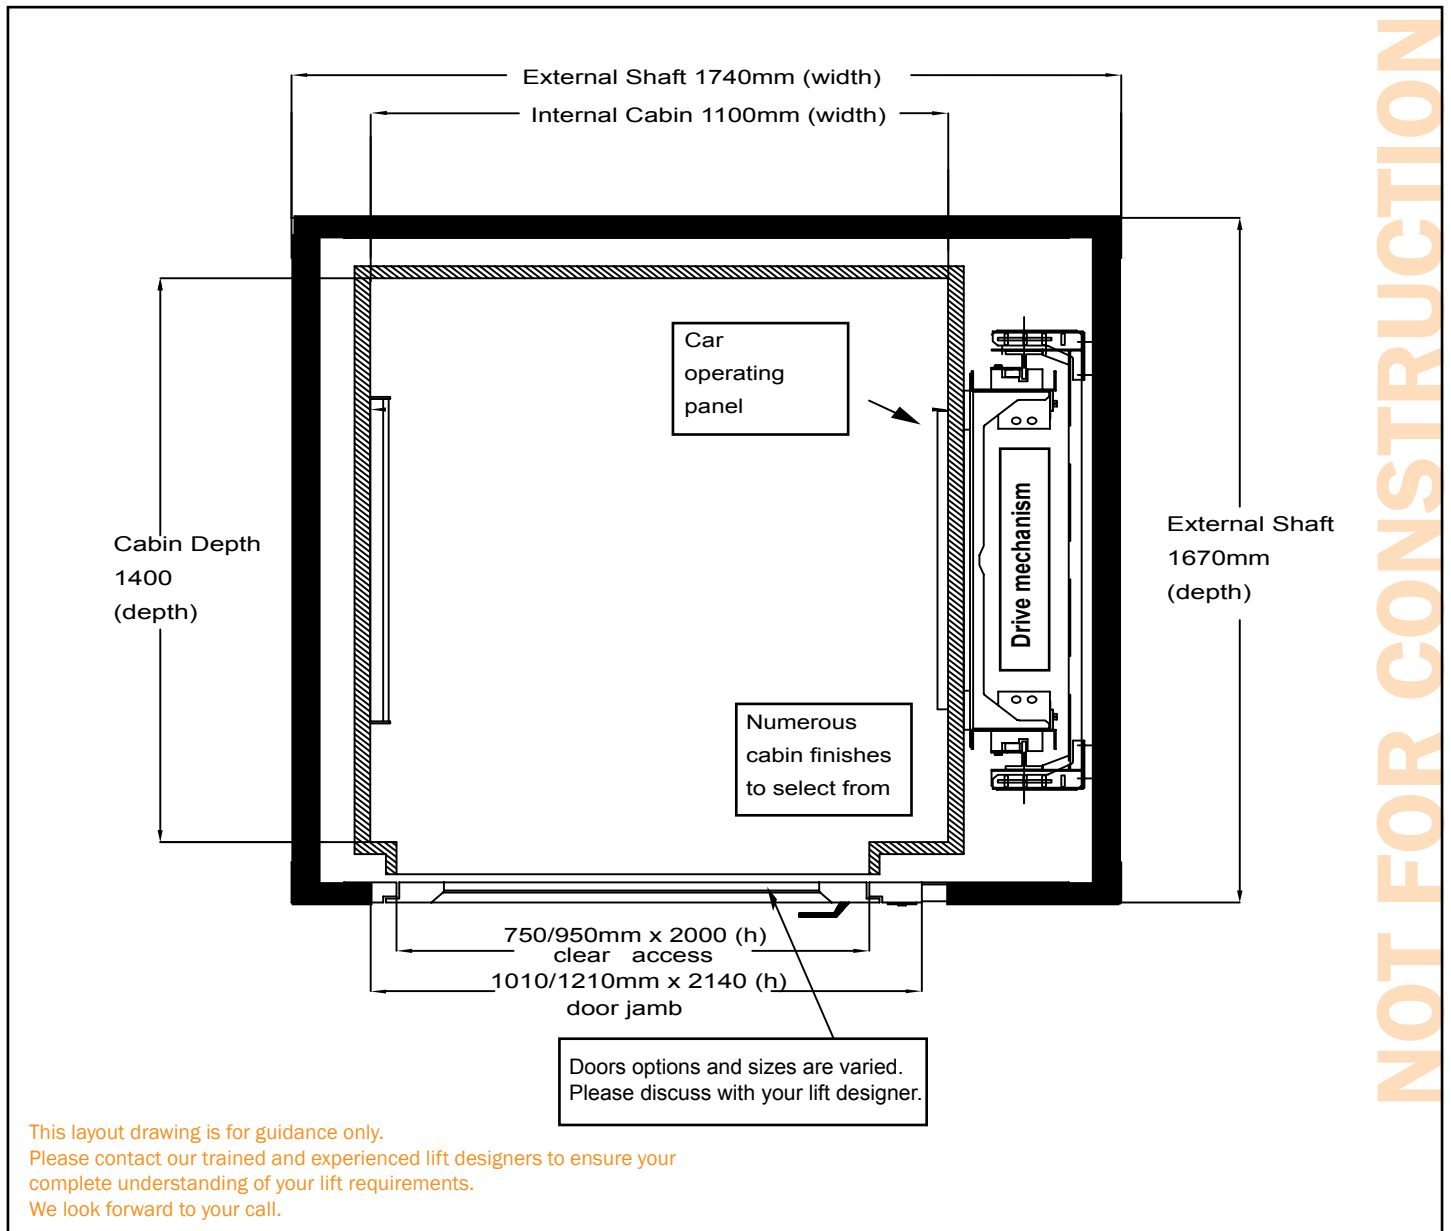 External Shaft 1740mm (width)
Internal Cabin 1100mm (width)
Car
operating
panel
Cabin Depth
1400
(depth)
Drive mechanism
External Shaft
1670mm
(depth)
Numerous
cabin finishes
to select from
750/950mm x 2000 (h)
clear access
1010/1210mm x 2140 (h)
door jamb
Doors options and sizes are varied.
Please discuss with your lift designer.
This layout drawing is for guidance only.
Please contact our trained and experienced lift designers to ensure your
complete understanding of your lift requirements.
We look forward to your call.
NOT FOR CONSTRUCTION